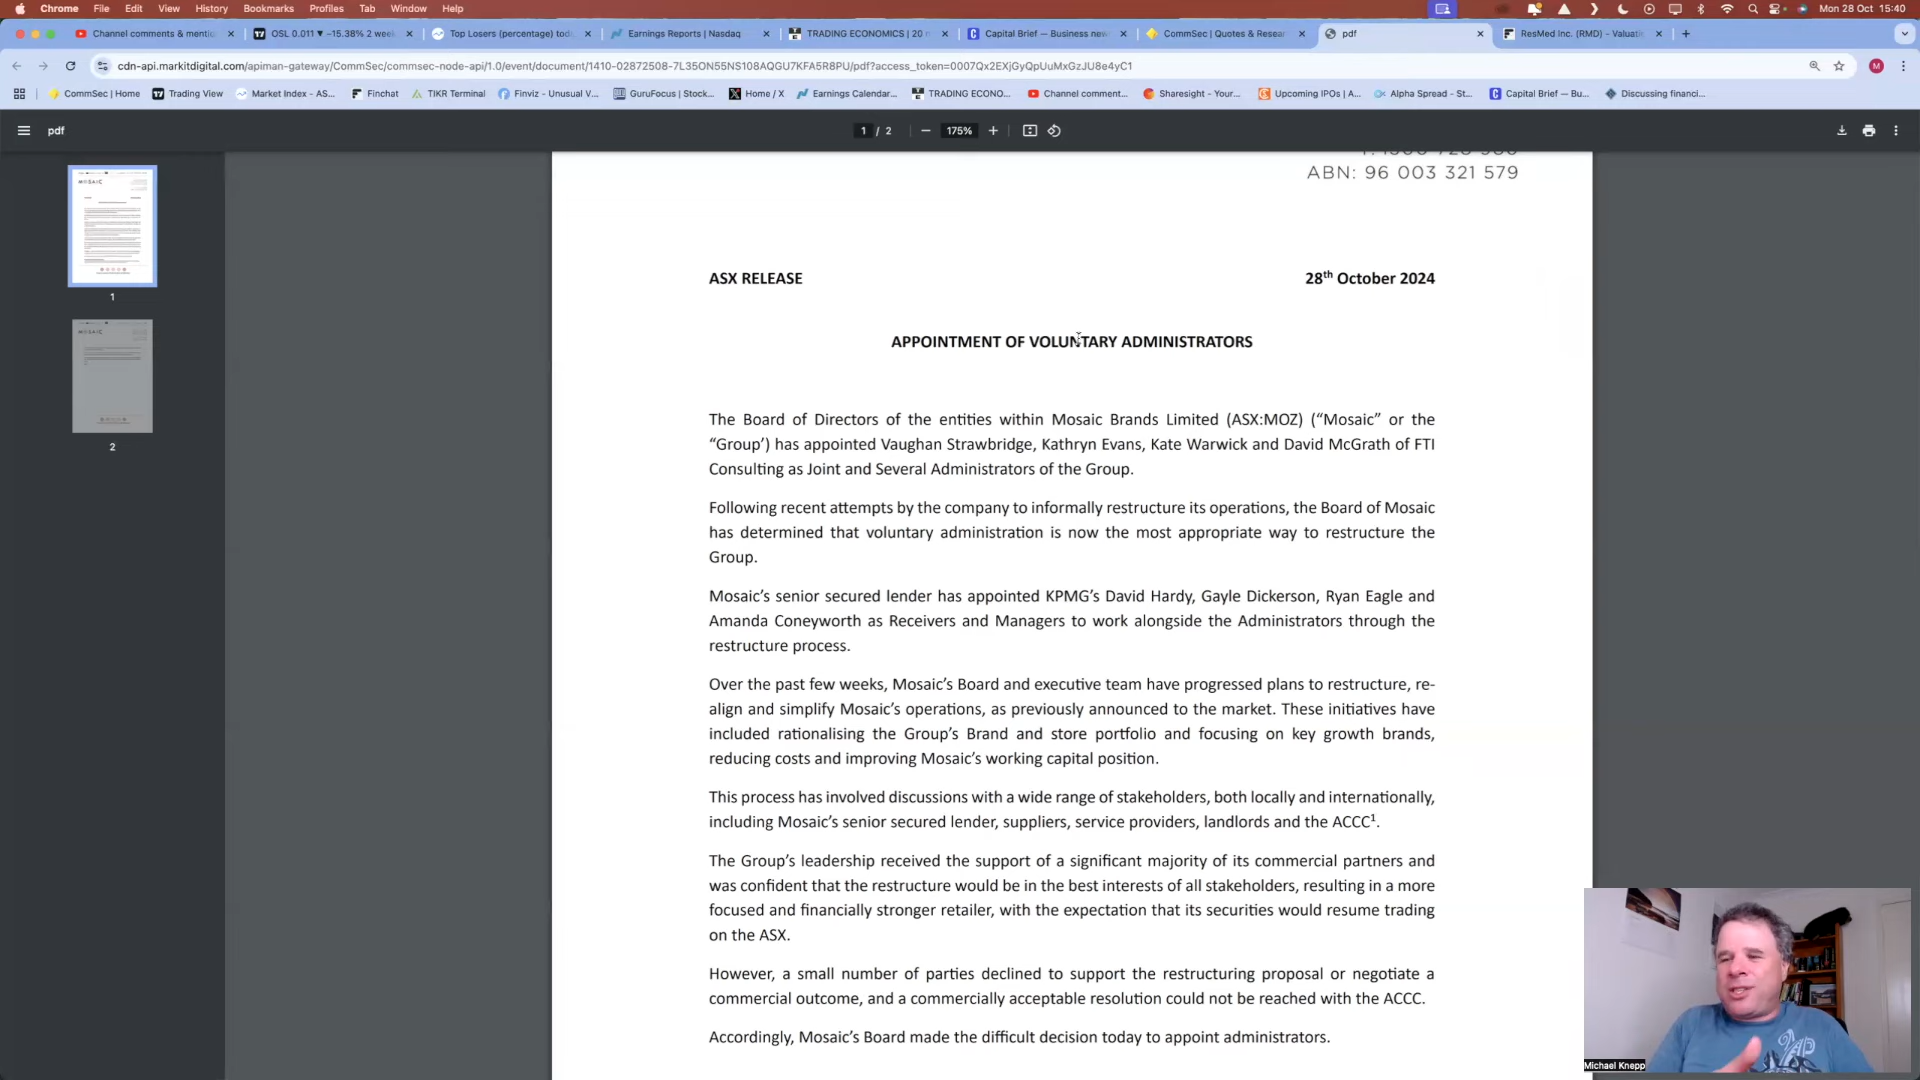 Chrome File Edit View History Bookmarks Profiles Tab Window Help Mon 28 Oct 15:40
Channel comments & mentio OSL 0.011 ▼ −15.38% 2 week Top Losers (percentage) toda Earnings Reports | Nasdaq TRADING ECONOMICS | 20 m Capital Brief — Business new CommSec | Quotes & Resear pdf ResMed Inc. (RMD) - Valuati
cdn-api.markitdigital.com/apiman-gateway/CommSec/commsec-node-api/1.0/event/document/1410-02872508-7L35ON55NS108AQGU7KFA5R8PU/pdf?access_token=0007Qx2EXjGyQpUuMxGzJU8e4yC1
CommSec | Home Trading View Market Index - AS... Finchat TIKR Terminal Finviz - Unusual V... GuruFocus | Stock... Home / X Earnings Calendar... TRADING ECONO... Channel comment... Sharesight - Your... Upcoming IPOs | A... Alpha Spread - St... Capital Brief — Bu... Discussing financi...
pdf 1 / 2 175%
ABN: 96 003 321 579
MOSAIC
1
MOSAIC
2
ASX RELEASE 28th October 2024
APPOINTMENT OF VOLUNTARY ADMINISTRATORS
The Board of Directors of the entities within Mosaic Brands Limited (ASX:MOZ) (“Mosaic” or the
“Group’) has appointed Vaughan Strawbridge, Kathryn Evans, Kate Warwick and David McGrath of FTI
Consulting as Joint and Several Administrators of the Group.
Following recent attempts by the company to informally restructure its operations, the Board of Mosaic
has determined that voluntary administration is now the most appropriate way to restructure the
Group.
Mosaic’s senior secured lender has appointed KPMG’s David Hardy, Gayle Dickerson, Ryan Eagle and
Amanda Coneyworth as Receivers and Managers to work alongside the Administrators through the
restructure process.
Over the past few weeks, Mosaic’s Board and executive team have progressed plans to restructure, re-
align and simplify Mosaic’s operations, as previously announced to the market. These initiatives have
included rationalising the Group’s Brand and store portfolio and focusing on key growth brands,
reducing costs and improving Mosaic’s working capital position.
This process has involved discussions with a wide range of stakeholders, both locally and internationally,
including Mosaic’s senior secured lender, suppliers, service providers, landlords and the ACCC¹.
The Group’s leadership received the support of a significant majority of its commercial partners and
was confident that the restructure would be in the best interests of all stakeholders, resulting in a more
focused and financially stronger retailer, with the expectation that its securities would resume trading
on the ASX.
However, a small number of parties declined to support the restructuring proposal or negotiate a
commercial outcome, and a commercially acceptable resolution could not be reached with the ACCC.
Accordingly, Mosaic’s Board made the difficult decision today to appoint administrators.
Michael Knepp